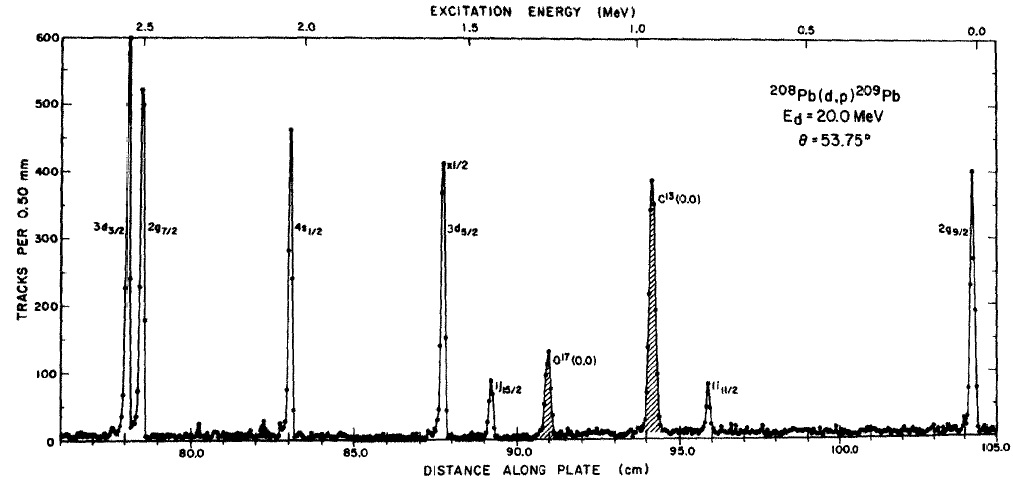 EXCITATION ENERGY (MeV)
2.5 2.0 1.5 1.0 0.5 0.0
600
500
400
300
200
100
0
TRACKS PER 0.50 mm
208Pb(d,p)209Pb
Ed = 20.0 MeV
θ = 53.75°
3d3/2
2g7/2
4s1/2
x1/2
3d5/2
1j15/2
O17(0.0)
C13(0.0)
1i11/2
2g9/2
80.0 85.0 90.0 95.0 100.0 105.0
DISTANCE ALONG PLATE (cm)